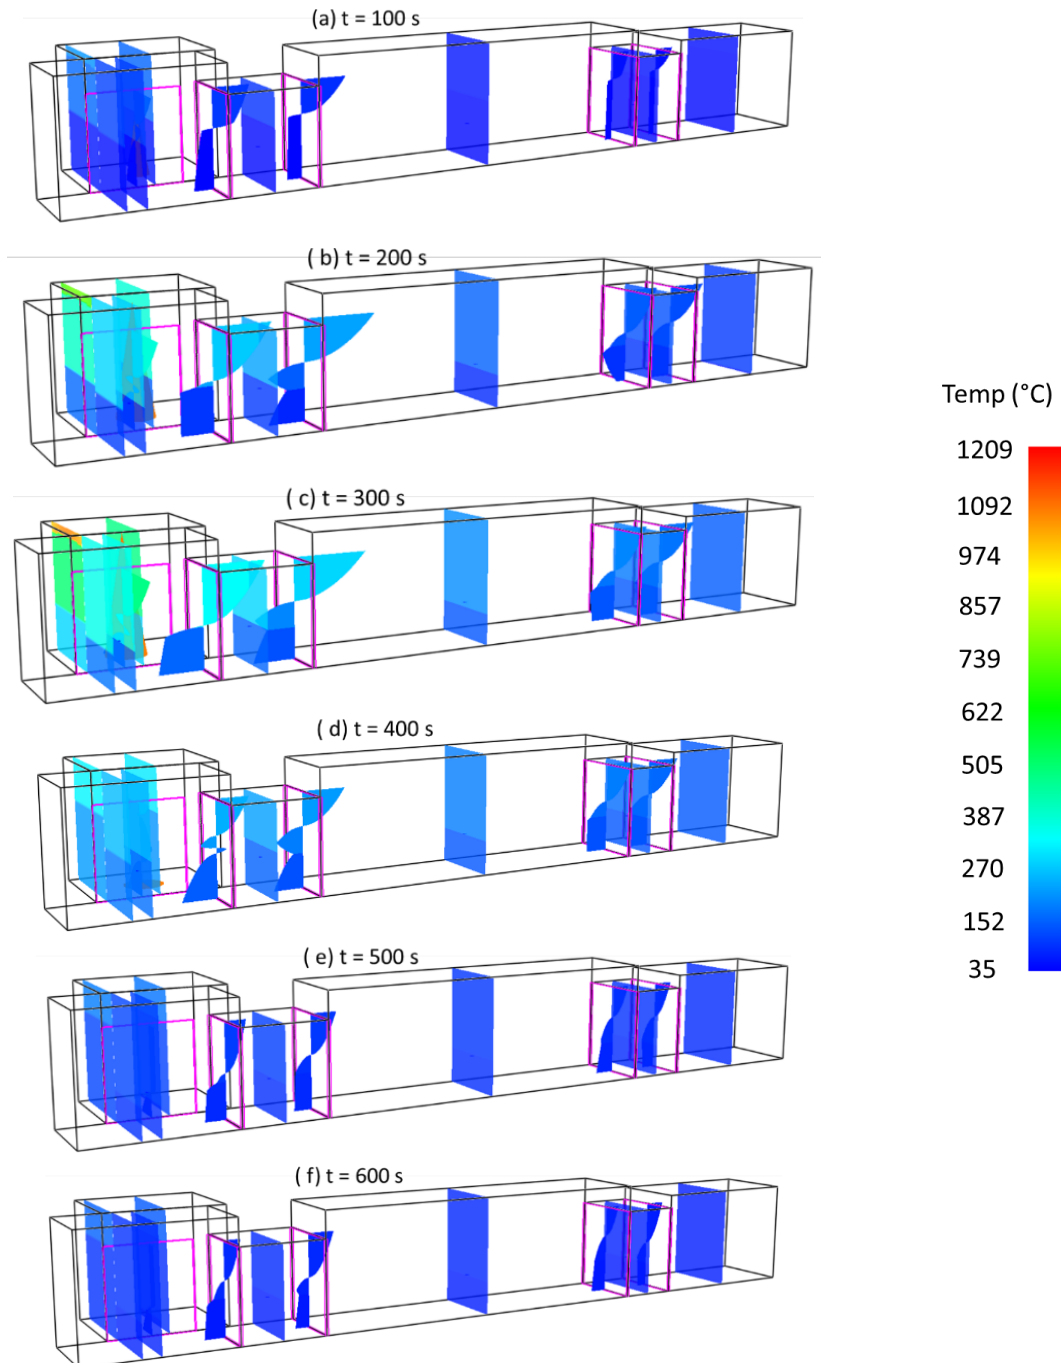 (a) t = 100 s
( b) t = 200 s
( c) t = 300 s
( d) t = 400 s
( e) t = 500 s
( f) t = 600 s
Temp (°C)
1209
1092
974
857
739
622
505
387
270
152
35